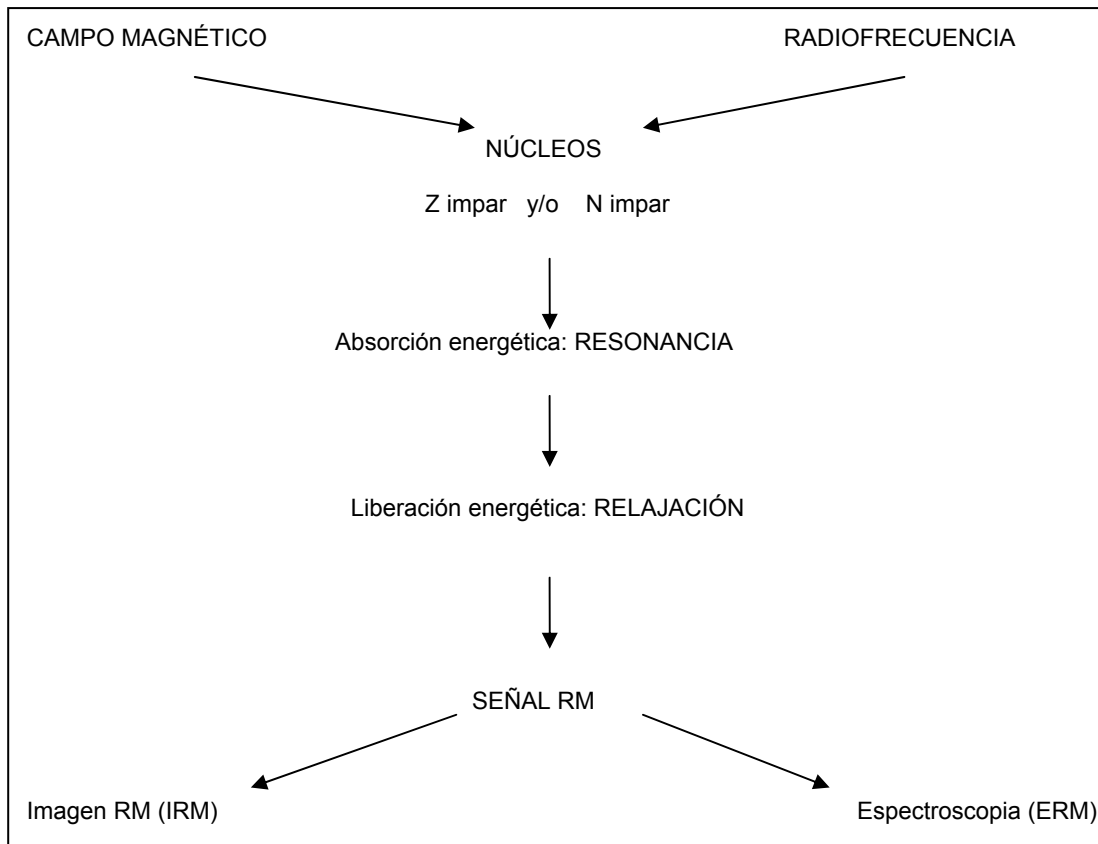 CAMPO MAGNÉTICO RADIOFRECUENCIA
NÚCLEOS
Z impar y/o N impar
Absorción energética: RESONANCIA
Liberación energética: RELAJACIÓN
SEÑAL RM
Imagen RM (IRM) Espectroscopia (ERM)